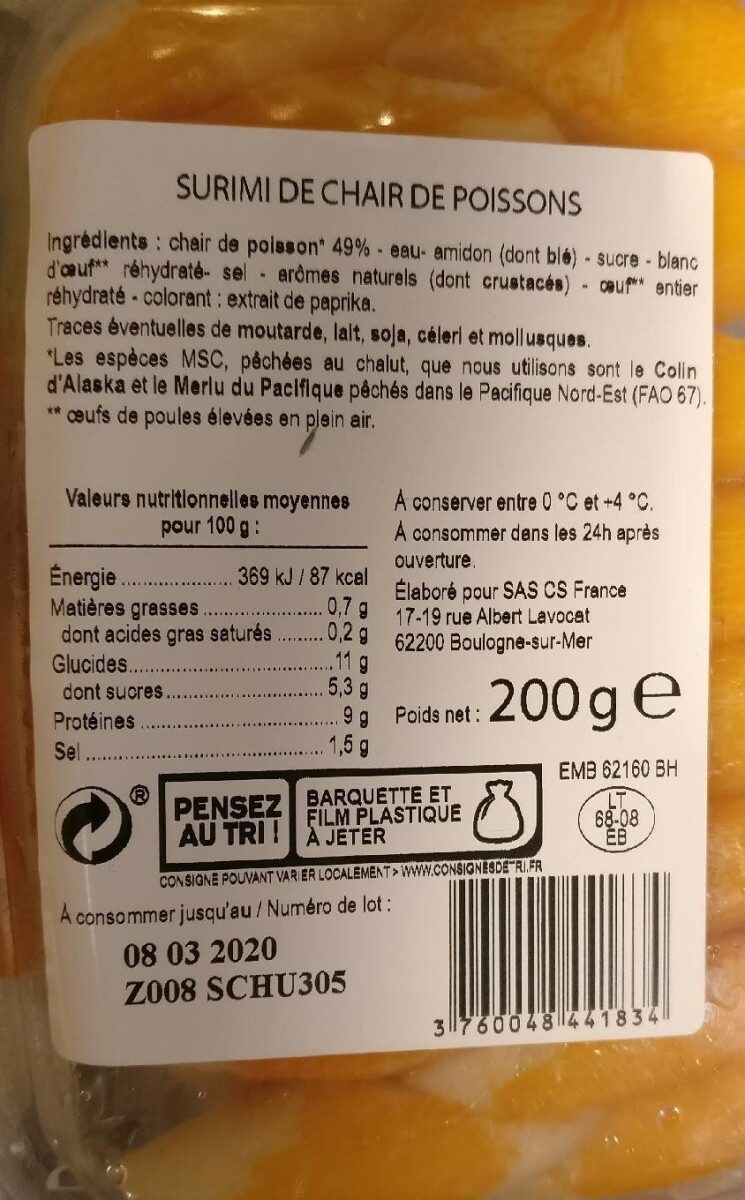 SURIMI DE CHAIR DE POISSONS
Ingrédients : chair de poisson* 49% - eau- amidon (dont blé) - sucre - blanc
d'œuf** réhydraté- sel - arômes naturels (dont crustacés) - œuf** entier
réhydraté - colorant : extrait de paprika.
Traces éventuelles de moutarde, lait, soja, céleri et mollusques.
*Les espèces MSC, pêchées au chalut, que nous utilisons sont le Colin
d'Alaska et le Merlu du Pacifique pêchés dans le Pacifique Nord-Est (FAO 67).
** œufs de poules élevées en plein air.
Valeurs nutritionnelles moyennes
pour 100 g :
Énergie .................... 369 kJ / 87 kcal
Matières grasses .................... 0,7 g
dont acides gras saturés ......... 0,2 g
Glucides.................................. 11 g
dont sucres............................ 5,3 g
Protéines ................................ 9 g
Sel ........................................ 1,5 g
À conserver entre 0 °C et +4 °C.
À consommer dans les 24h après
ouverture.
Élaboré pour SAS CS France
17-19 rue Albert Lavocat
62200 Boulogne-sur-Mer
Poids net : 200 g ℮
EMB 62160 BH
LT
68-08
EB
®
PENSEZ
AU TRI !
BARQUETTE ET
FILM PLASTIQUE
À JETER
CONSIGNE POUVANT VARIER LOCALEMENT > WWW.CONSIGNESDETRI.FR
À consommer jusqu'au / Numéro de lot :
08 03 2020
Z008 SCHU305
3 760048 441834